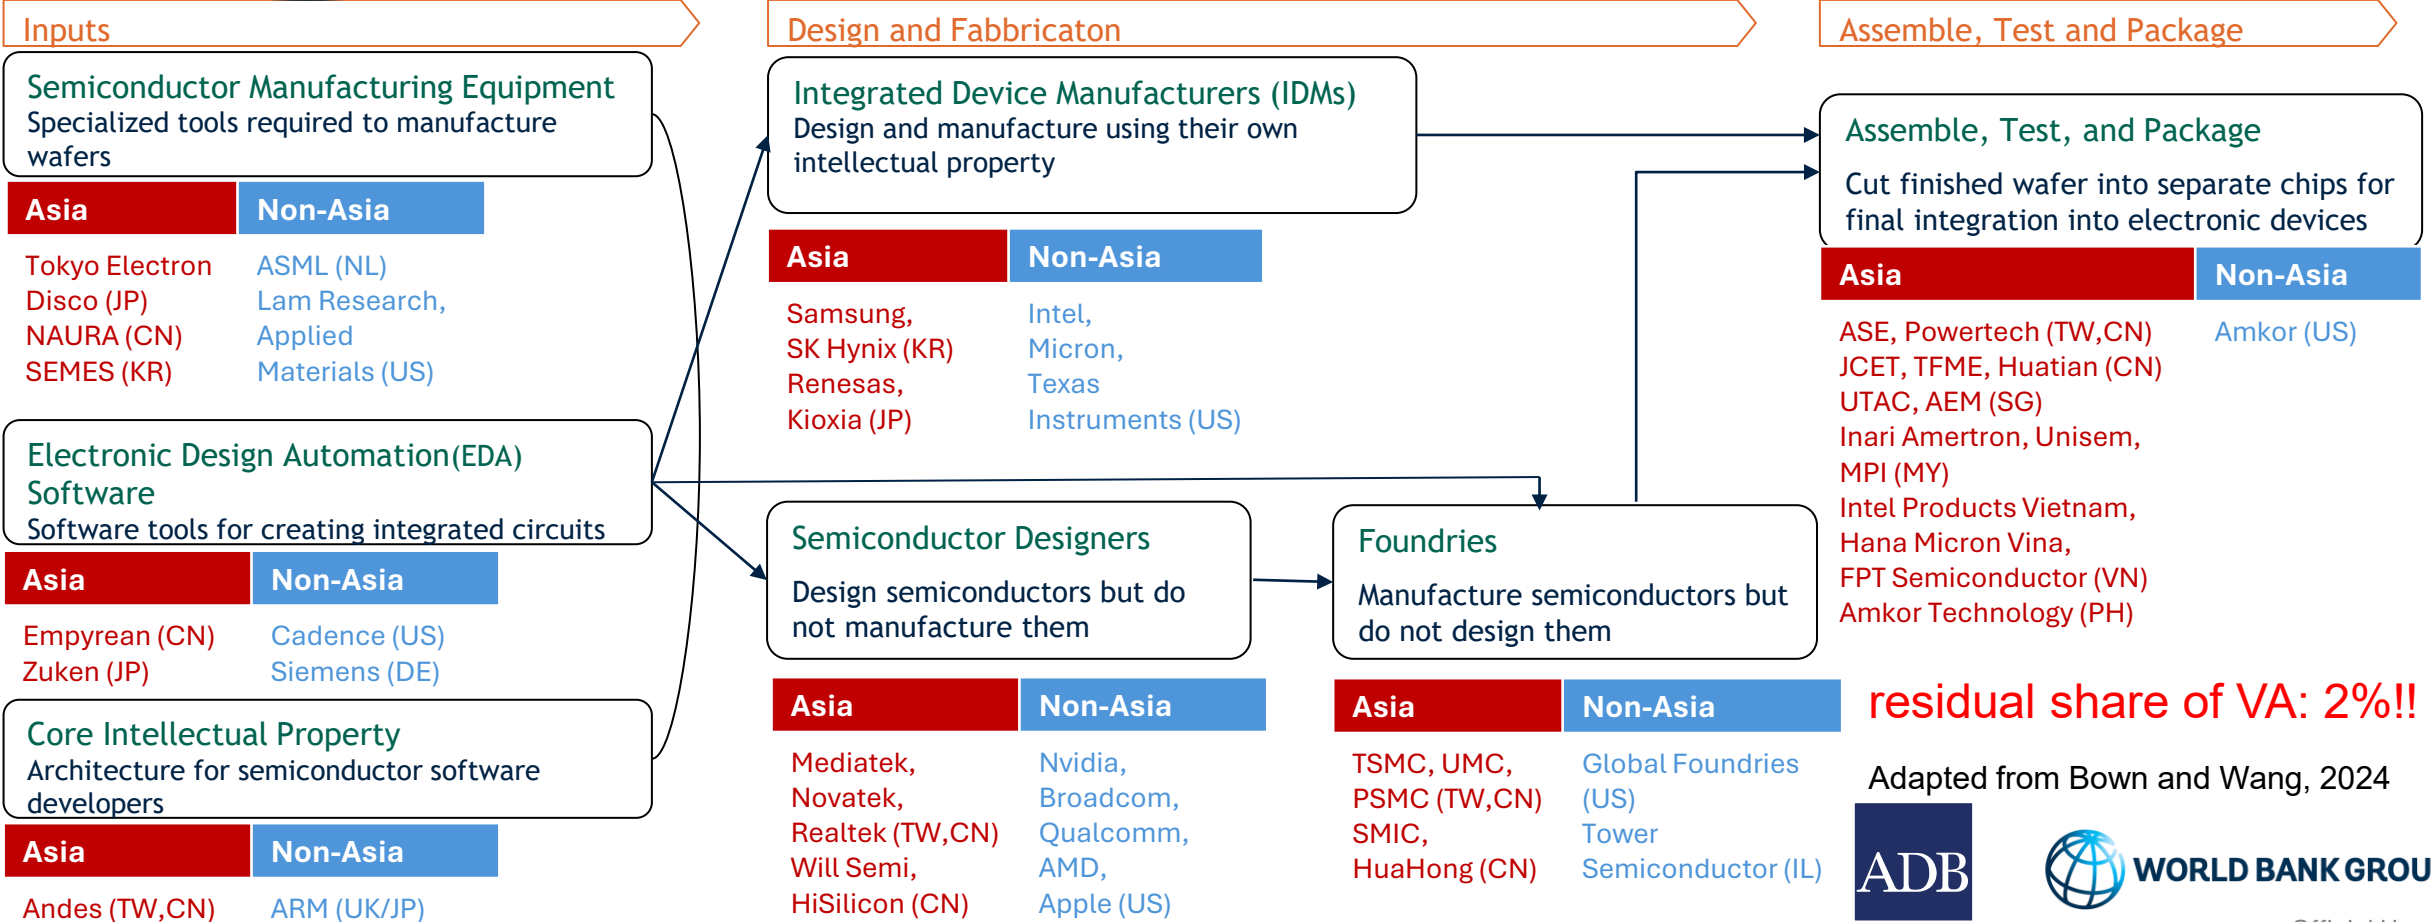 Inputs
Semiconductor Manufacturing Equipment
Specialized tools required to manufacture
wafers
Asia
Non-Asia
Tokyo Electron
Disco (JP)
NAURA (CN)
SEMES (KR)
ASML (NL)
Lam Research,
Applied
Materials (US)
Electronic Design Automation(EDA)
Software
Software tools for creating integrated circuits
Asia
Non-Asia
Empyrean (CN)
Zuken (JP)
Cadence (US)
Siemens (DE)
Core Intellectual Property
Architecture for semiconductor software
developers
Asia
Non-Asia
Andes (TW,CN)
ARM (UK/JP)
Design and Fabbricaton
Integrated Device Manufacturers (IDMs)
Design and manufacture using their own
intellectual property
Asia
Non-Asia
Samsung,
SK Hynix (KR)
Renesas,
Kioxia (JP)
Intel,
Micron,
Texas
Instruments (US)
Semiconductor Designers
Design semiconductors but do
not manufacture them
Asia
Non-Asia
Mediatek,
Novatek,
Realtek (TW,CN)
Will Semi,
HiSilicon (CN)
Nvidia,
Broadcom,
Qualcomm,
AMD,
Apple (US)
Foundries
Manufacture semiconductors but
do not design them
Asia
Non-Asia
TSMC, UMC,
PSMC (TW,CN)
SMIC,
HuaHong (CN)
Global Foundries
(US)
Tower
Semiconductor (IL)
Assemble, Test and Package
Assemble, Test, and Package
Cut finished wafer into separate chips for
final integration into electronic devices
Asia
Non-Asia
ASE, Powertech (TW,CN)
JCET, TFME, Huatian (CN)
UTAC, AEM (SG)
Inari Amertron, Unisem,
MPI (MY)
Intel Products Vietnam,
Hana Micron Vina,
FPT Semiconductor (VN)
Amkor Technology (PH)
Amkor (US)
residual share of VA: 2%!!
Adapted from Bown and Wang, 2024
ADB
WORLD BANK GROU